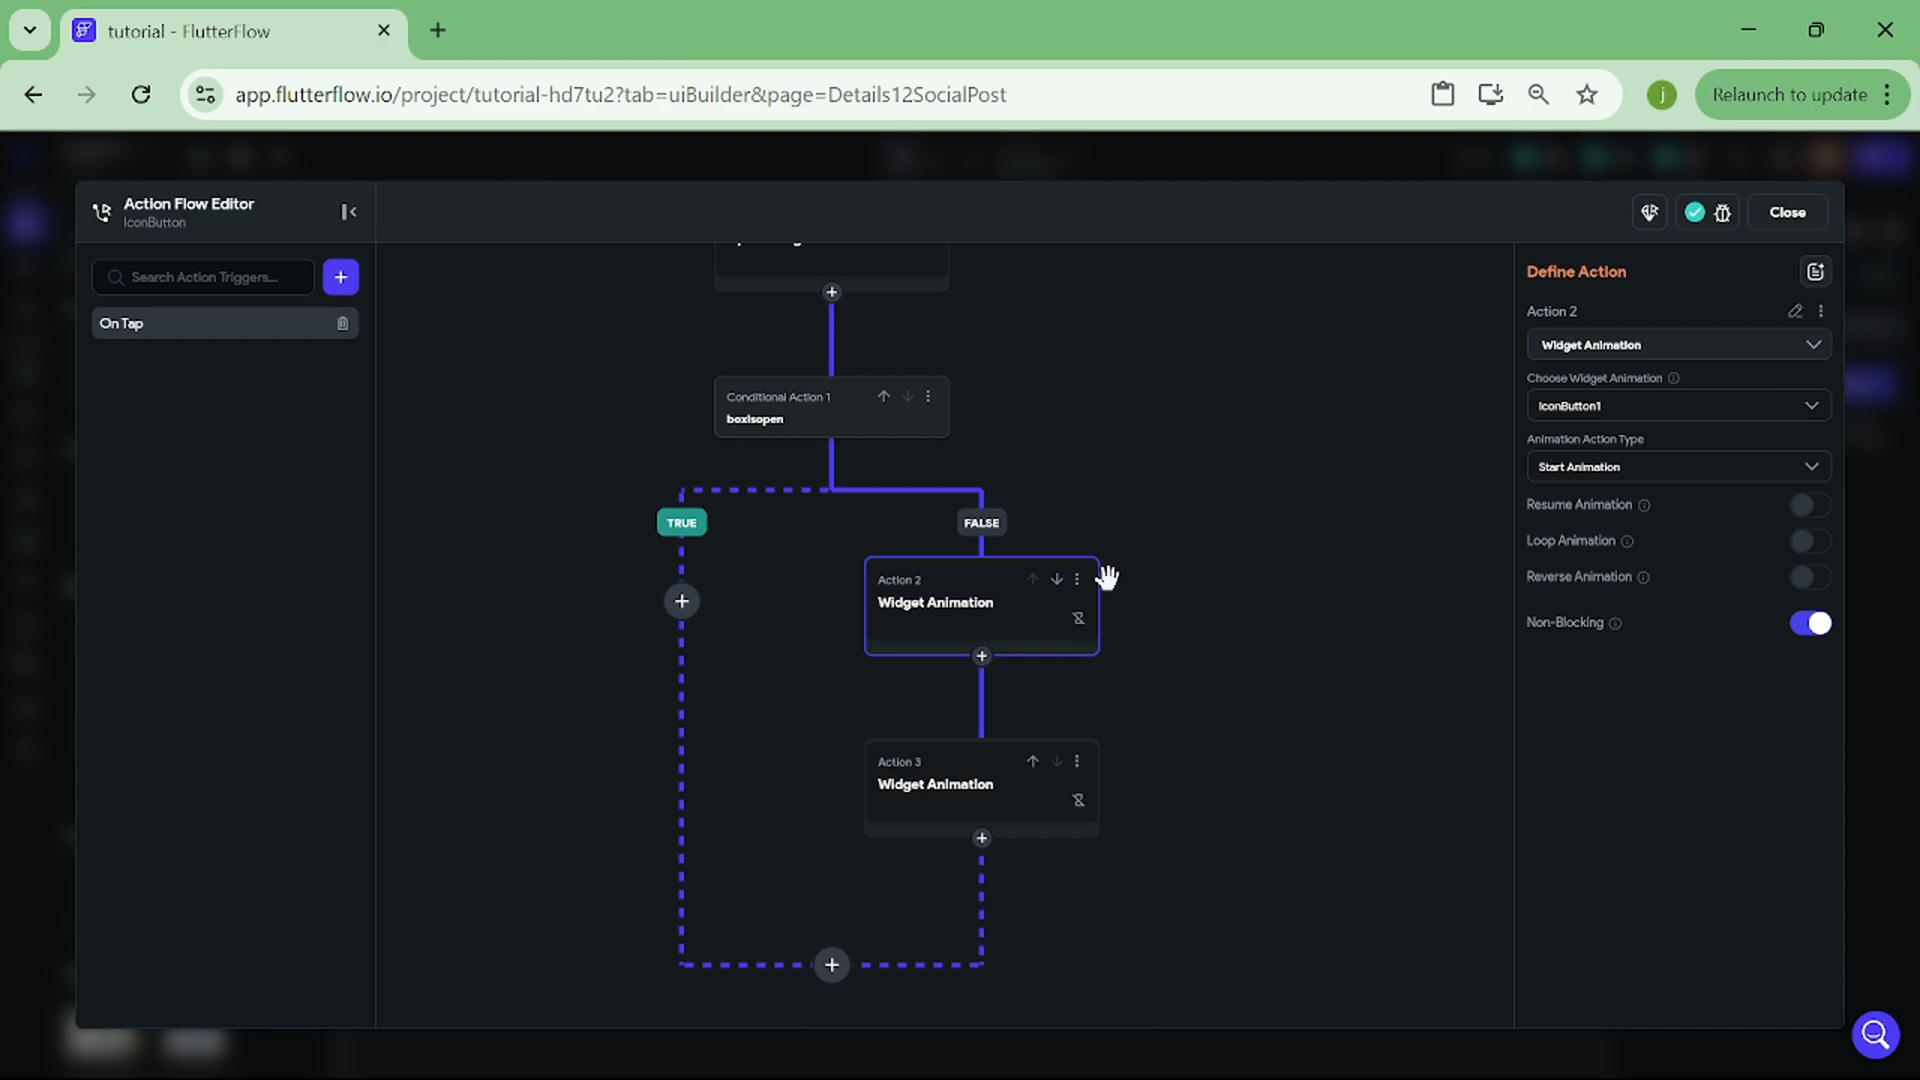 tutorial - FlutterFlow
app.flutterflow.io/project/tutorial-hd7tu2?tab=uiBuilder&page=Details12SocialPost
j
Relaunch to update
Action Flow Editor
IconButton
Close
Search Action Triggers...
On Tap
Conditional Action 1
boxisopen
TRUE
FALSE
Action 2
Widget Animation
Action 3
Widget Animation
Define Action
Action 2
Widget Animation
Choose Widget Animation
IconButton1
Animation Action Type
Start Animation
Resume Animation
Loop Animation
Reverse Animation
Non-Blocking